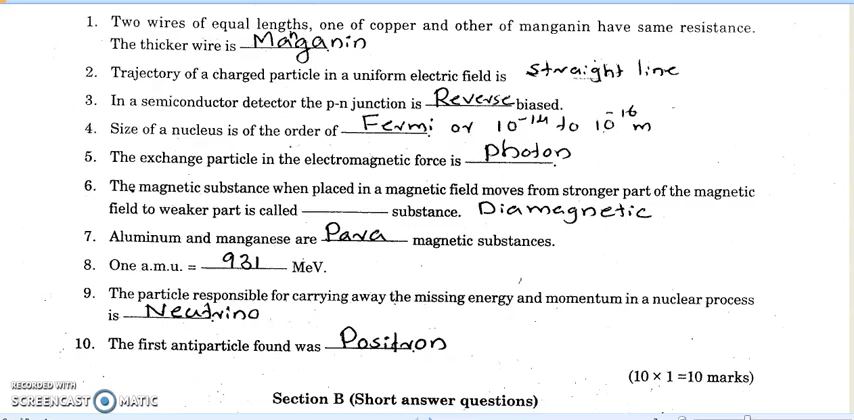 1. Two wires of equal lengths, one of copper and other of manganin have same resistance.
The thicker wire is Manganin
2. Trajectory of a charged particle in a uniform electric field is straight line
3. In a semiconductor detector the p-n junction is Reverse biased.
4. Size of a nucleus is of the order of Fermi or 10⁻¹⁴ to 10⁻¹⁶ m
5. The exchange particle in the electromagnetic force is photon.
6. The magnetic substance when placed in a magnetic field moves from stronger part of the magnetic
field to weaker part is called ________ substance. Diamagnetic
7. Aluminum and manganese are Para magnetic substances.
8. One a.m.u. = 931 MeV.
9. The particle responsible for carrying away the missing energy and momentum in a nuclear process
is Neutrino
10. The first antiparticle found was Positron
(10 × 1 =10 marks)
RECORDED WITH
SCREENCAST O MATIC
Section B (Short answer questions)